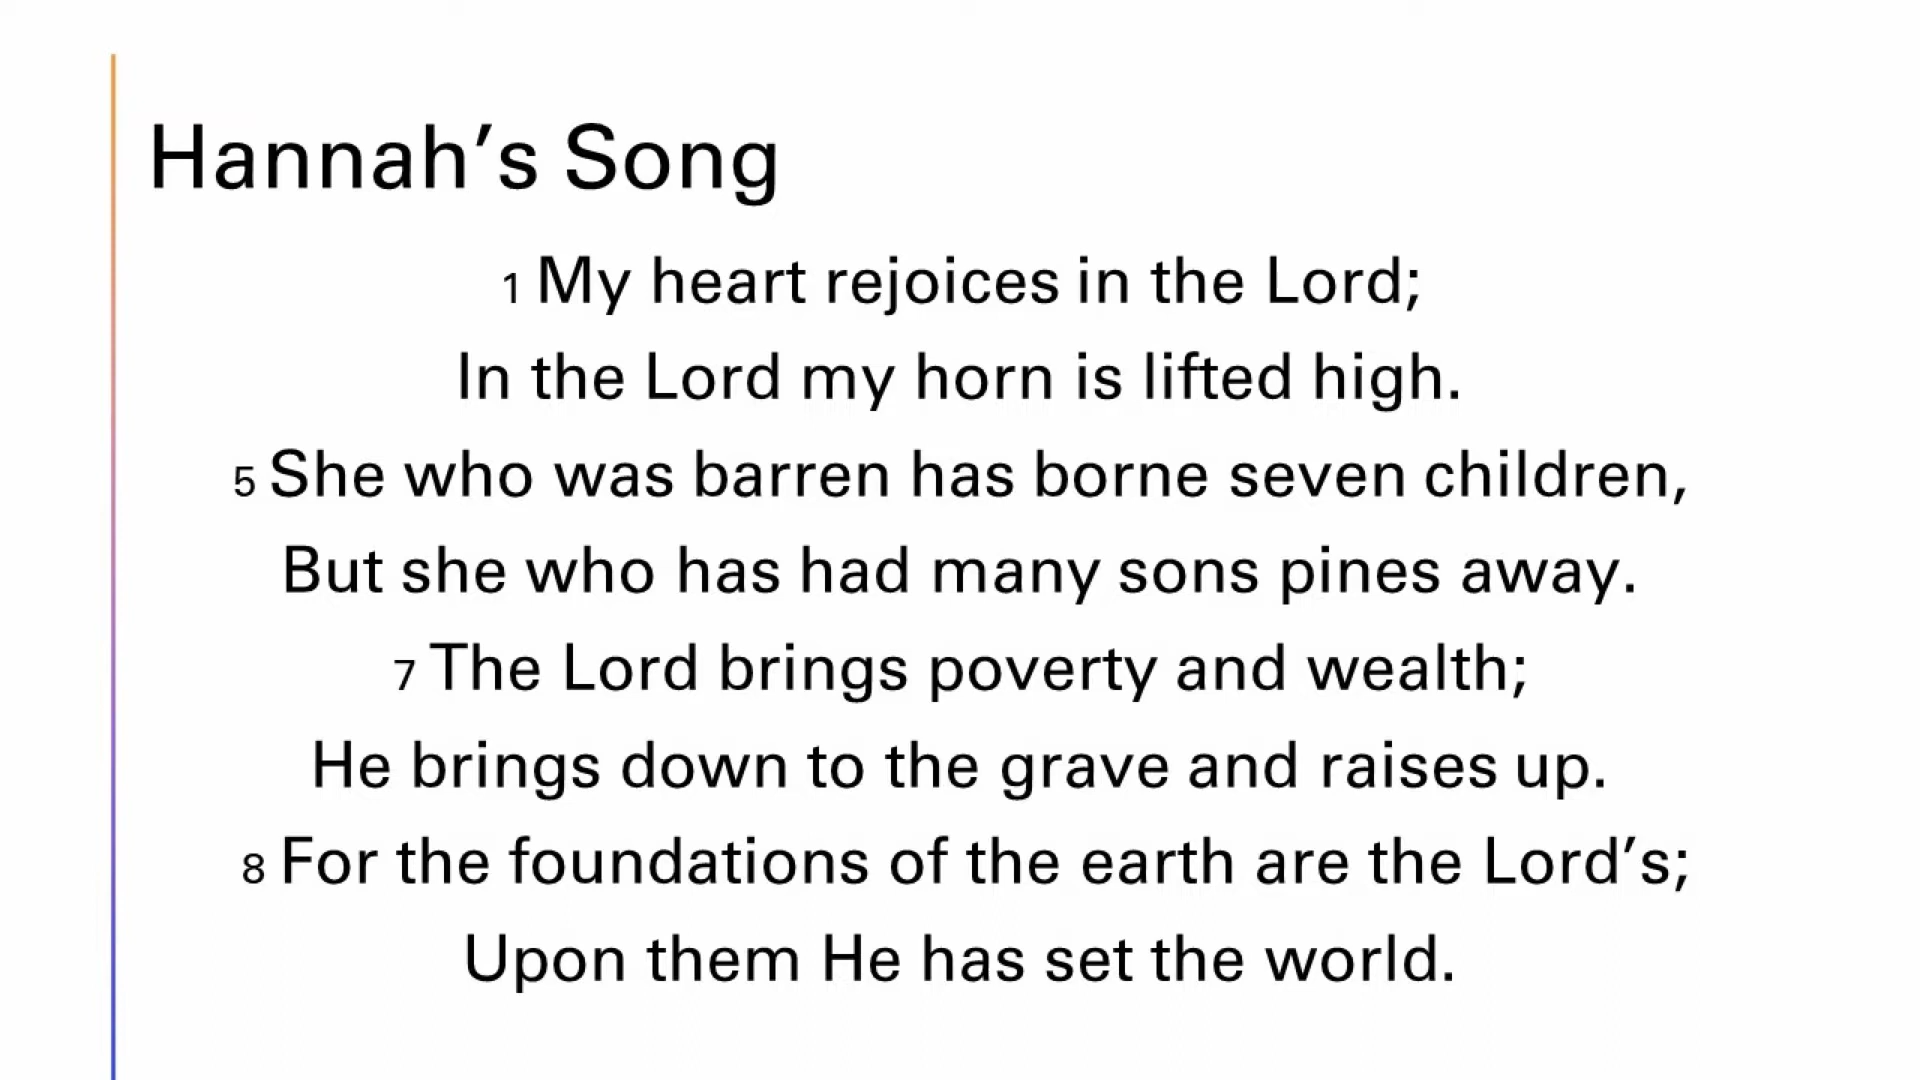 Hannah’s Song
1 My heart rejoices in the Lord;
In the Lord my horn is lifted high.
5 She who was barren has borne seven children,
But she who has had many sons pines away.
7 The Lord brings poverty and wealth;
He brings down to the grave and raises up.
8 For the foundations of the earth are the Lord’s;
Upon them He has set the world.